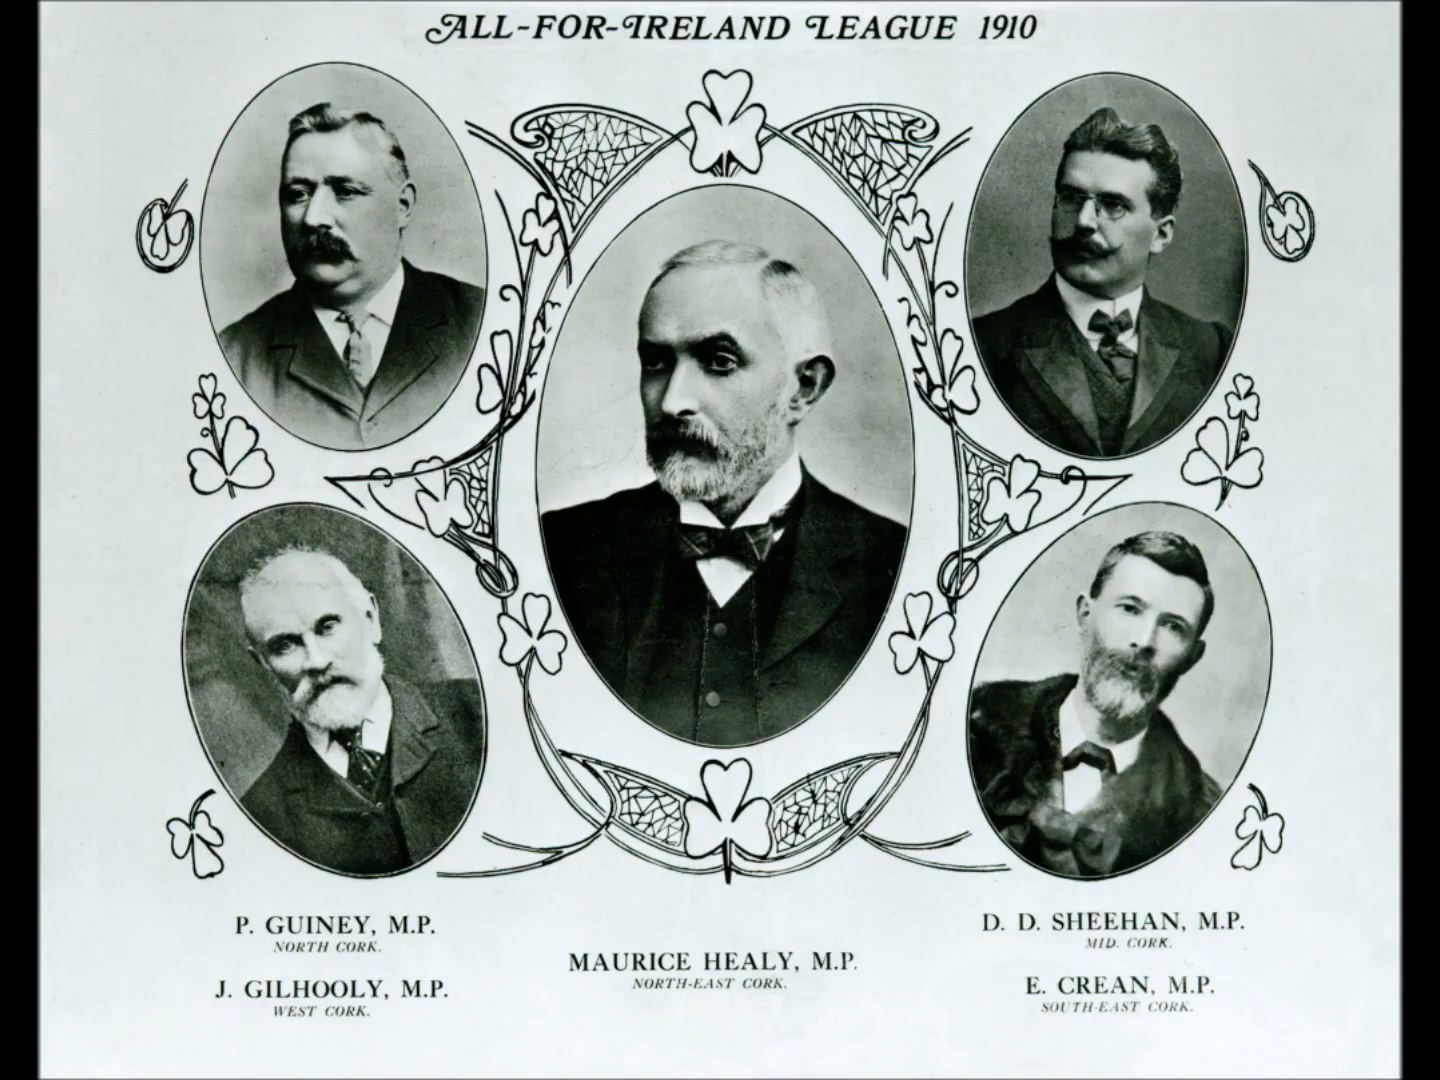 ALL-FOR-IRELAND LEAGUE 1910
P. GUINEY, M.P.
NORTH CORK.
J. GILHOOLY, M.P.
WEST CORK.
MAURICE HEALY, M.P.
NORTH-EAST CORK.
D. D. SHEEHAN, M.P.
MID. CORK.
E. CREAN, M.P.
SOUTH-EAST CORK.